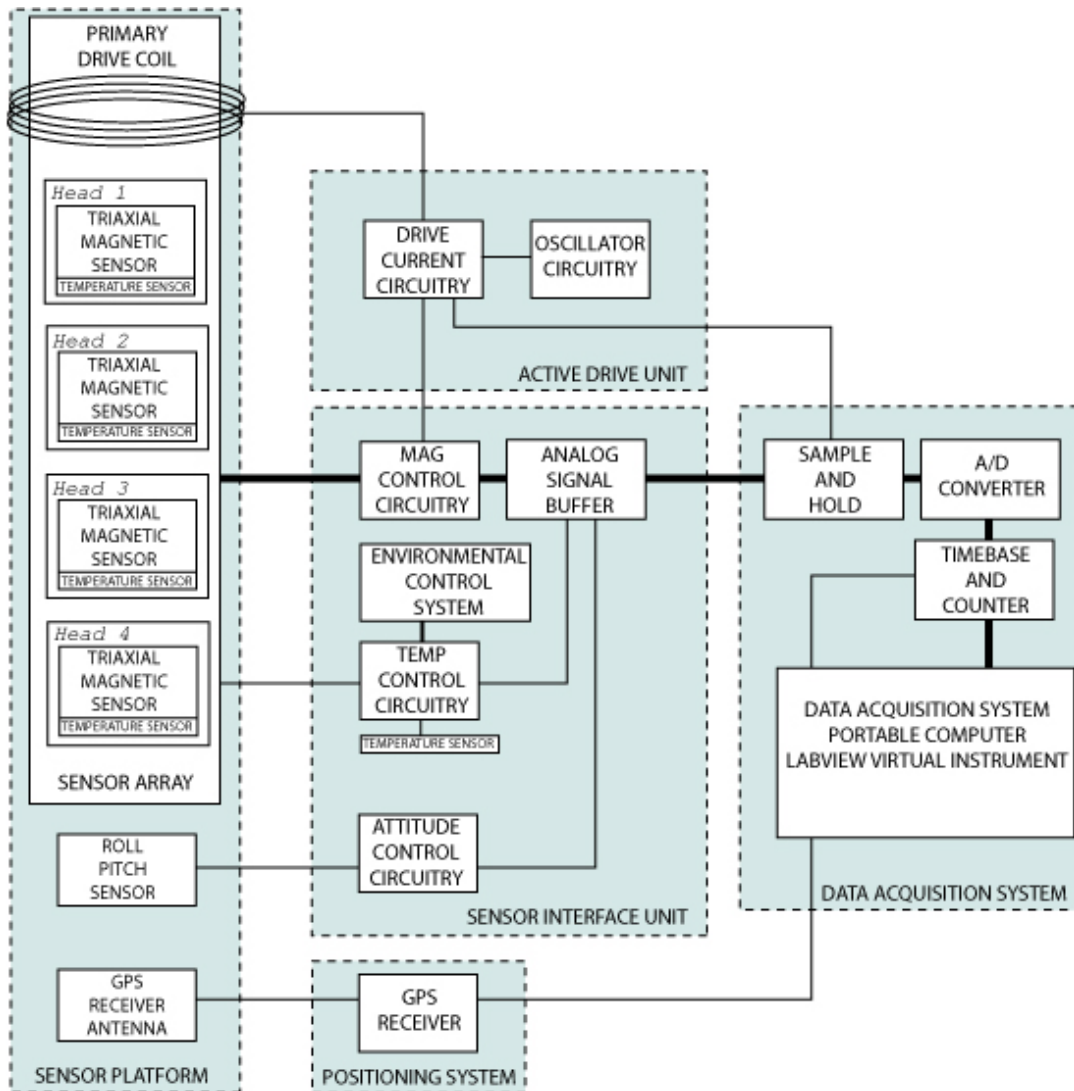 PRIMARY
DRIVE COIL
Head 1
TRIAXIAL
MAGNETIC
SENSOR
TEMPERATURE SENSOR
Head 2
TRIAXIAL
MAGNETIC
SENSOR
TEMPERATURE SENSOR
Head 3
TRIAXIAL
MAGNETIC
SENSOR
TEMPERATURE SENSOR
Head 4
TRIAXIAL
MAGNETIC
SENSOR
TEMPERATURE SENSOR
SENSOR ARRAY
ROLL
PITCH
SENSOR
GPS
RECEIVER
ANTENNA
SENSOR PLATFORM
DRIVE
CURRENT
CIRCUITRY
OSCILLATOR
CIRCUITRY
ACTIVE DRIVE UNIT
MAG
CONTROL
CIRCUITRY
ANALOG
SIGNAL
BUFFER
ENVIRONMENTAL
CONTROL
SYSTEM
TEMP
CONTROL
CIRCUITRY
TEMPERATURE SENSOR
ATTITUDE
CONTROL
CIRCUITRY
SENSOR INTERFACE UNIT
GPS
RECEIVER
POSITIONING SYSTEM
SAMPLE
AND
HOLD
A/D
CONVERTER
TIMEBASE
AND
COUNTER
DATA ACQUISITION SYSTEM
PORTABLE COMPUTER
LABVIEW VIRTUAL INSTRUMENT
DATA ACQUISITION SYSTEM